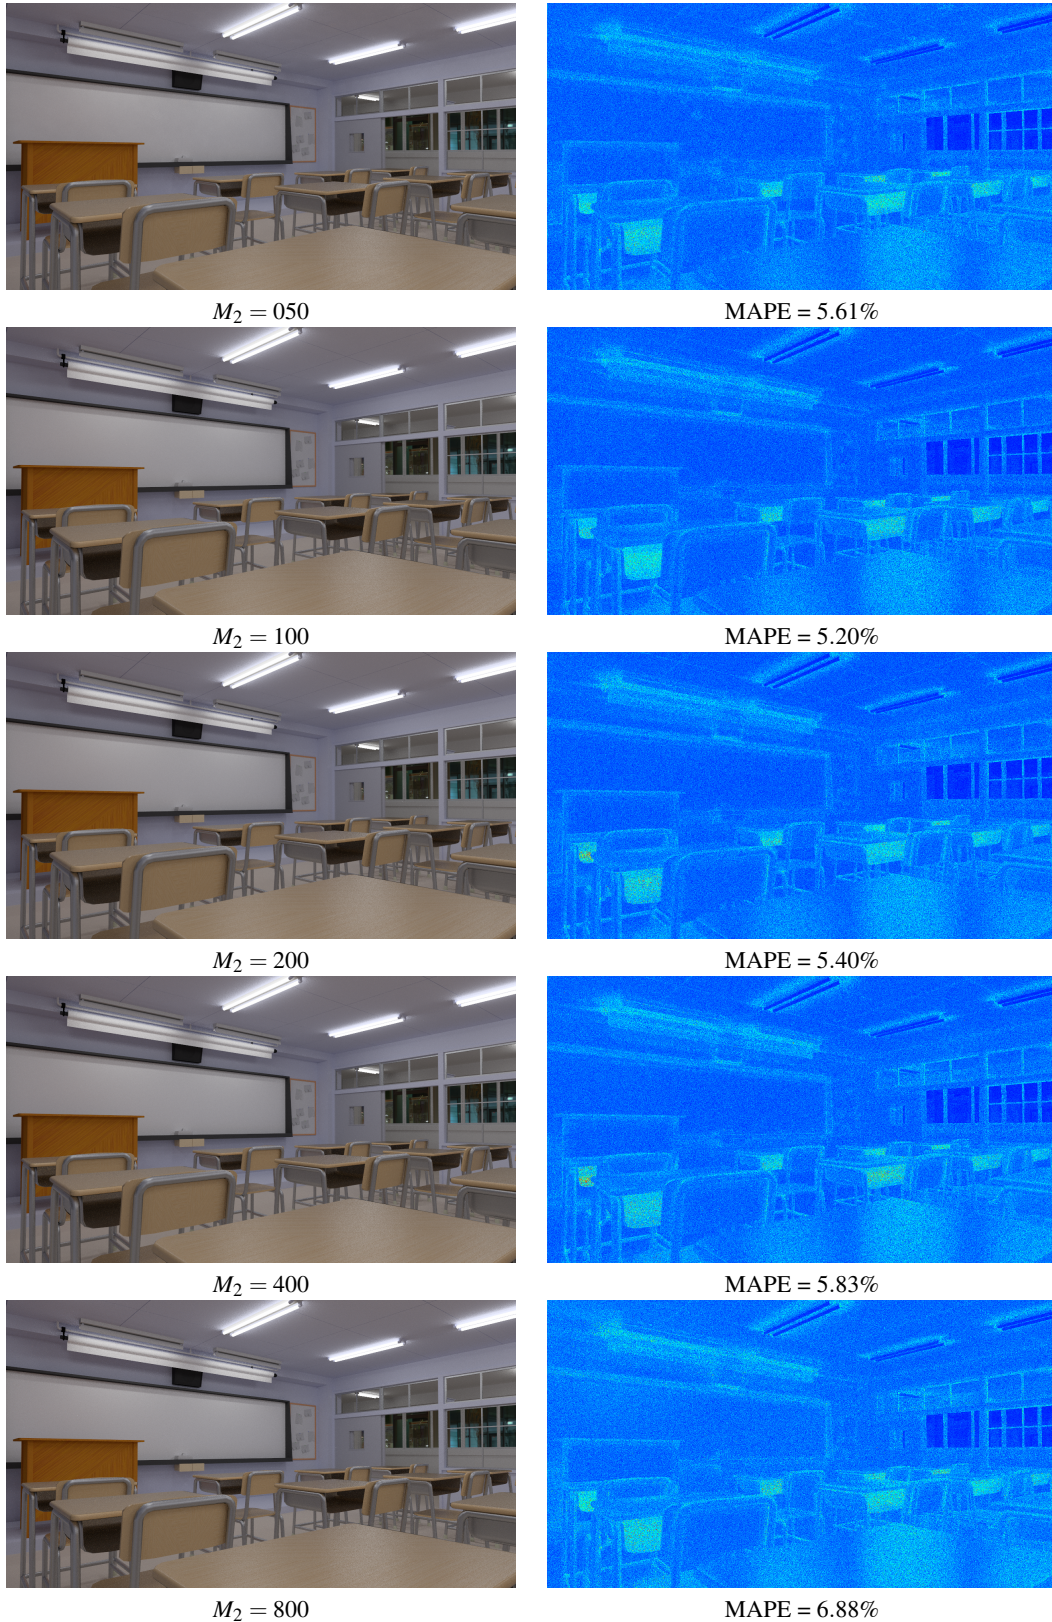 M₂ = 050
MAPE = 5.61%
M₂ = 100
MAPE = 5.20%
M₂ = 200
MAPE = 5.40%
M₂ = 400
MAPE = 5.83%
M₂ = 800
MAPE = 6.88%